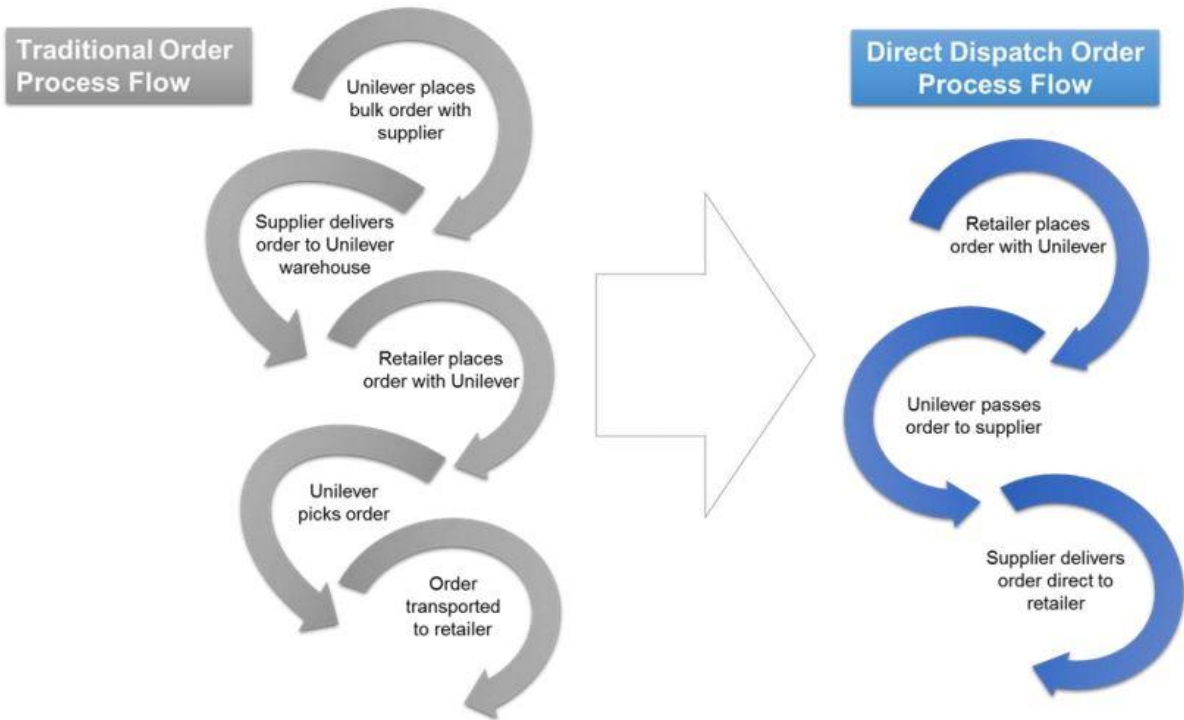 Traditional Order
Process Flow
Unilever places
bulk order with
supplier
Supplier delivers
order to Unilever
warehouse
Retailer places
order with Unilever
Unilever
picks order
Order
transported
to retailer
Direct Dispatch Order
Process Flow
Retailer places
order with Unilever
Unilever passes
order to supplier
Supplier delivers
order direct to
retailer